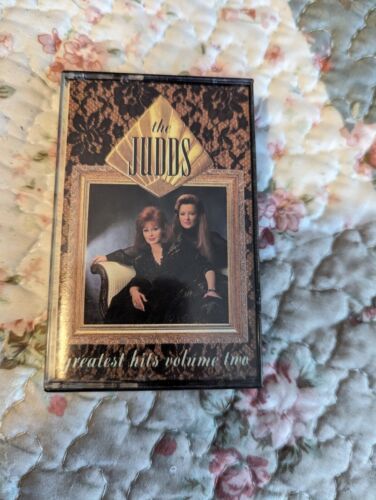 the
JUDDS
greatest hits volume two